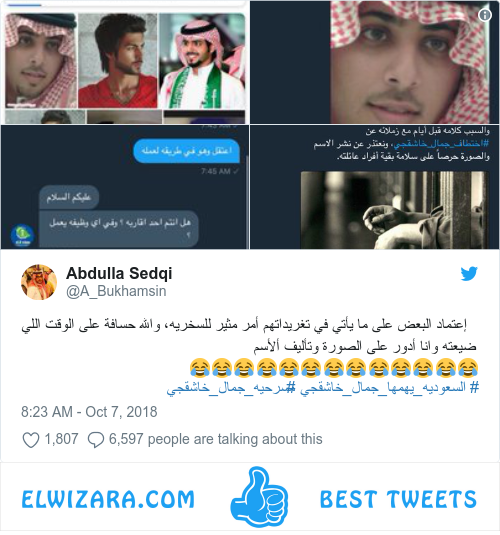 7:43 AM
اعتقل وهو في طريقه لعمله
7:45 AM
عليكم السلام
هل انتم احد اقاربه ؟ وفي اي وظيفه يعمل
؟
والسبب كلامه قبل أيام مع زملائه عن
#اختطاف_جمال_خاشقجي، ونعتذر عن نشر الاسم
والصورة حرصاً على سلامة بقية أفراد عائلته.
Abdulla Sedqi
@A_Bukhamsin
إعتماد البعض على ما يأتي في تغريداتهم أمر مثير للسخريه، والله حسافة على الوقت اللي
ضيعته وانا أدور على الصورة وتأليف ألأسم
😂😂😂😂😂😂😂😂😂😂😂😂😂
# السعوديه_يهمها_جمال_خاشقجي #سرحيه_جمال_خاشقجي
8:23 AM - Oct 7, 2018
1,807 6,597 people are talking about this
ELWIZARA.COM BEST TWEETS